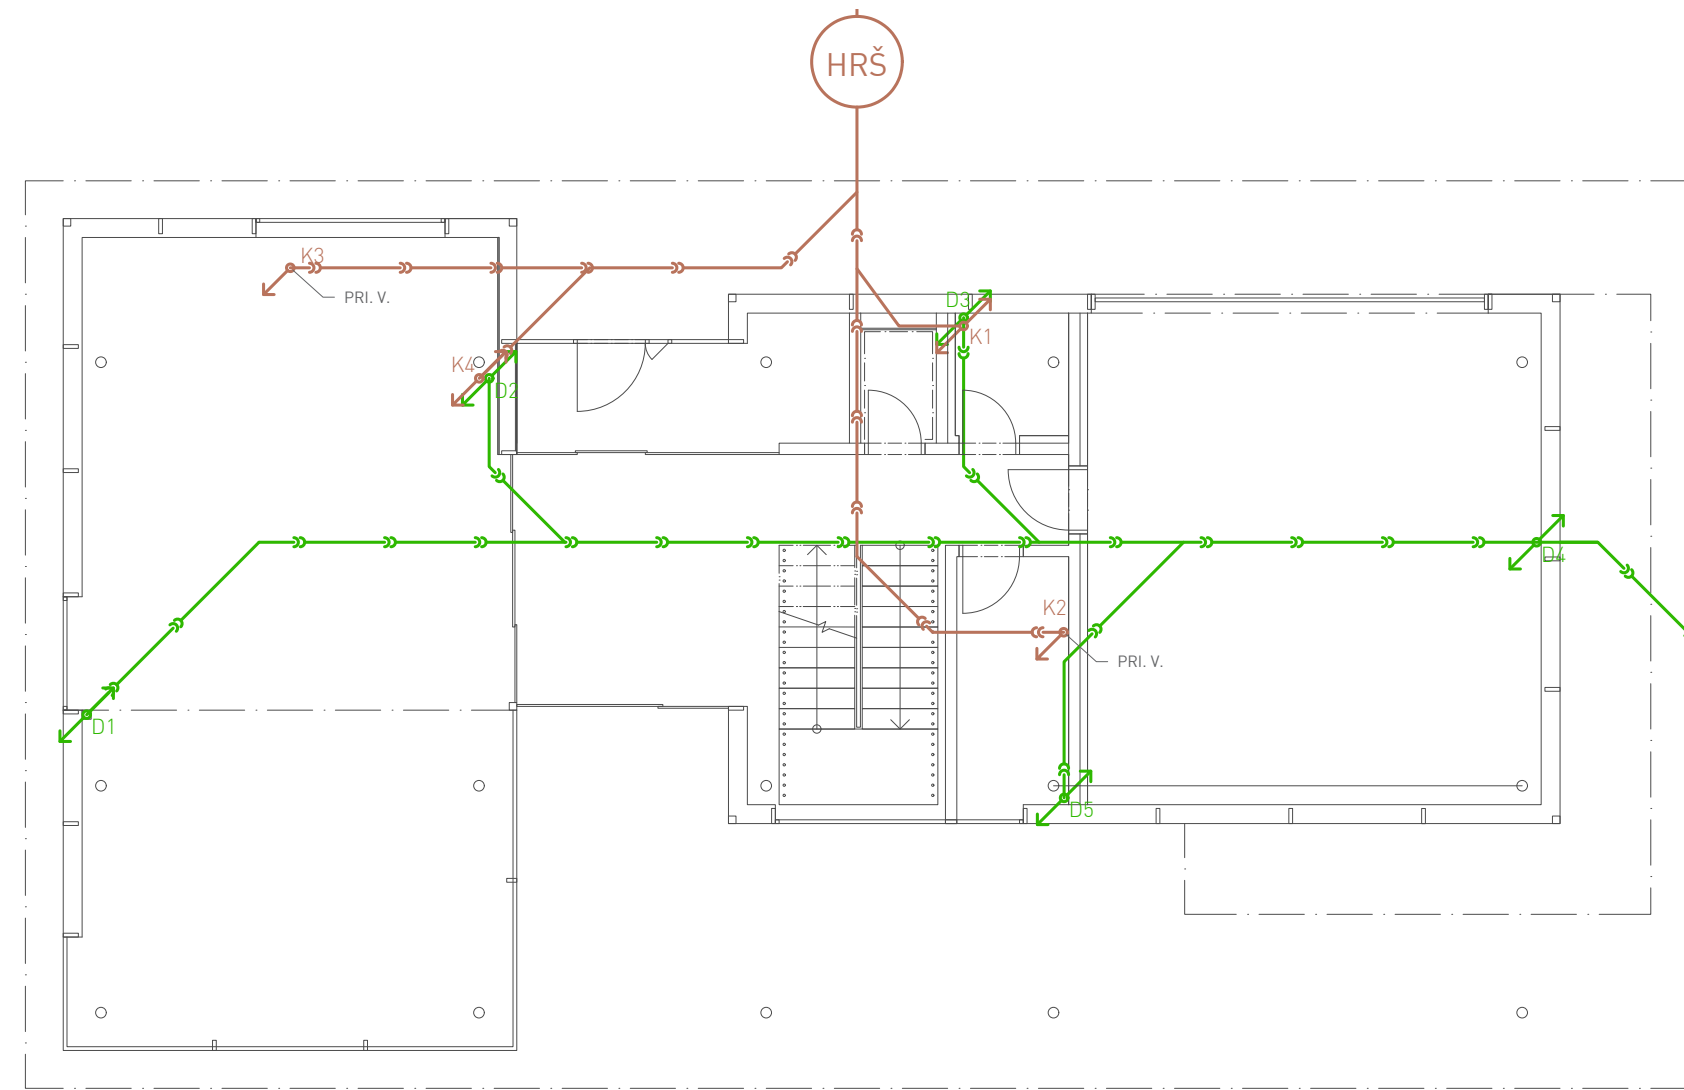 HRŠ
K3
PRI. V.
D3
K1
K4
D2
D4
K2
PRI. V.
D1
D5